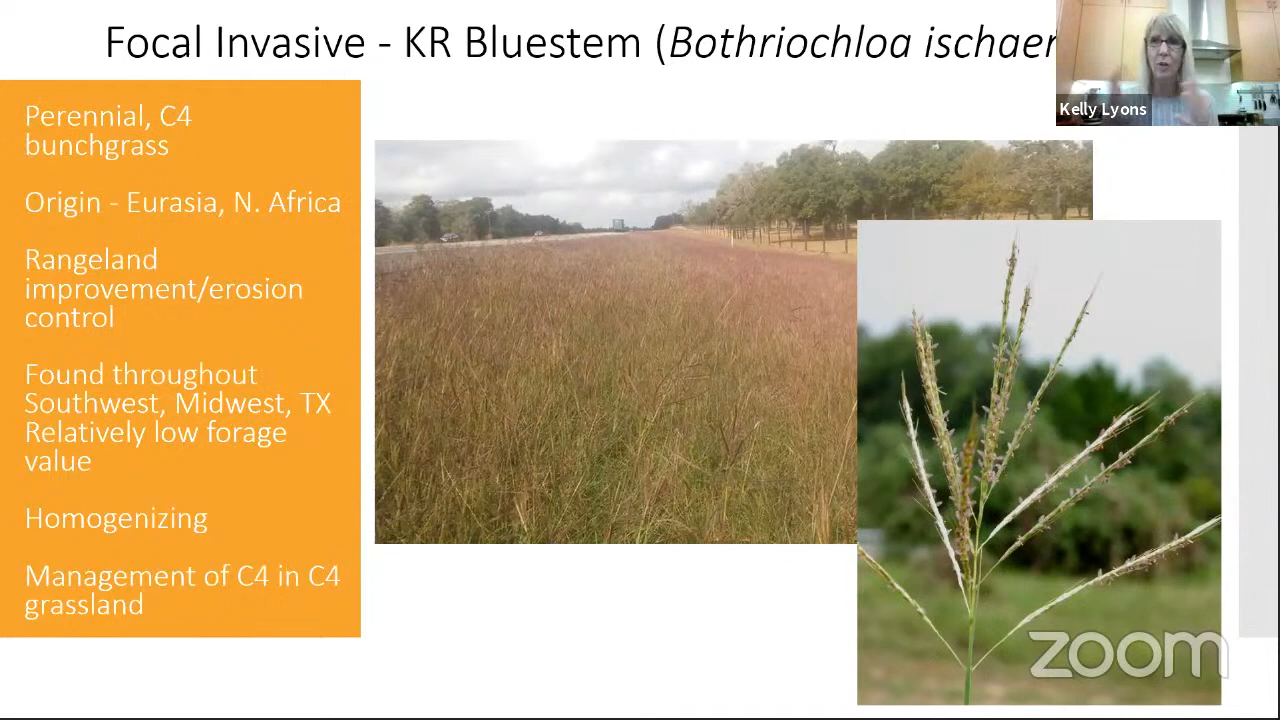 Focal Invasive - KR Bluestem (Bothriochloa ischaem
Kelly Lyons
Perennial, C4
bunchgrass
Origin - Eurasia, N. Africa
Rangeland
improvement/erosion
control
Found throughout
Southwest, Midwest, TX
Relatively low forage
value
Homogenizing
Management of C4 in C4
grassland
zoom